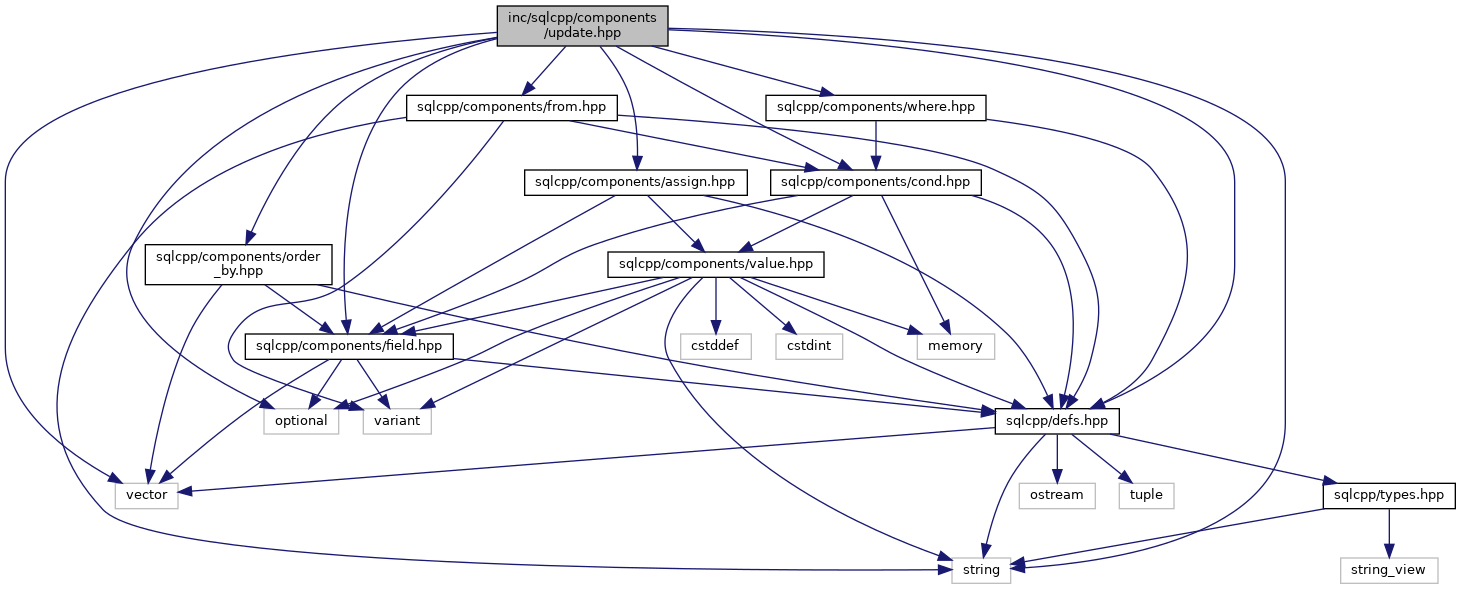 inc/sqlcpp/components
/update.hpp
sqlcpp/components/from.hpp
sqlcpp/components/where.hpp
sqlcpp/components/assign.hpp
sqlcpp/components/cond.hpp
sqlcpp/components/order
_by.hpp
sqlcpp/components/value.hpp
sqlcpp/components/field.hpp
cstddef
cstdint
memory
optional
variant
sqlcpp/defs.hpp
vector
ostream
tuple
sqlcpp/types.hpp
string
string_view